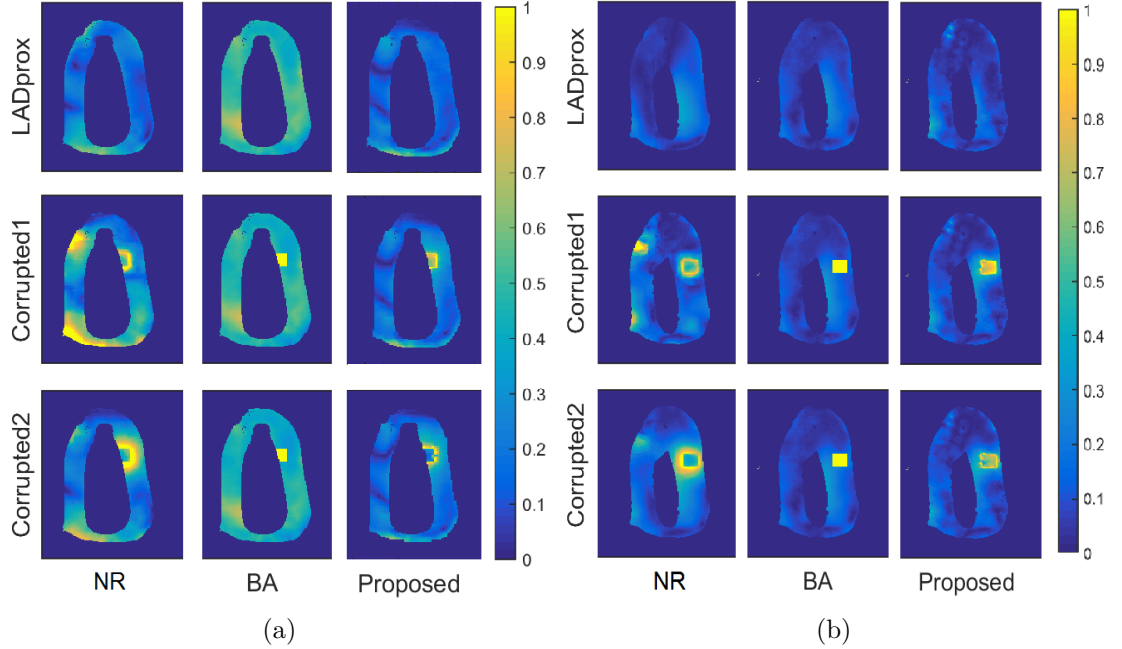 LADprox
Corrupted1
Corrupted2
NR
BA
Proposed
1
0.9
0.8
0.7
0.6
0.5
0.4
0.3
0.2
0.1
0
(a)
LADprox
Corrupted1
Corrupted2
NR
BA
Proposed
1
0.9
0.8
0.7
0.6
0.5
0.4
0.3
0.2
0.1
0
(b)